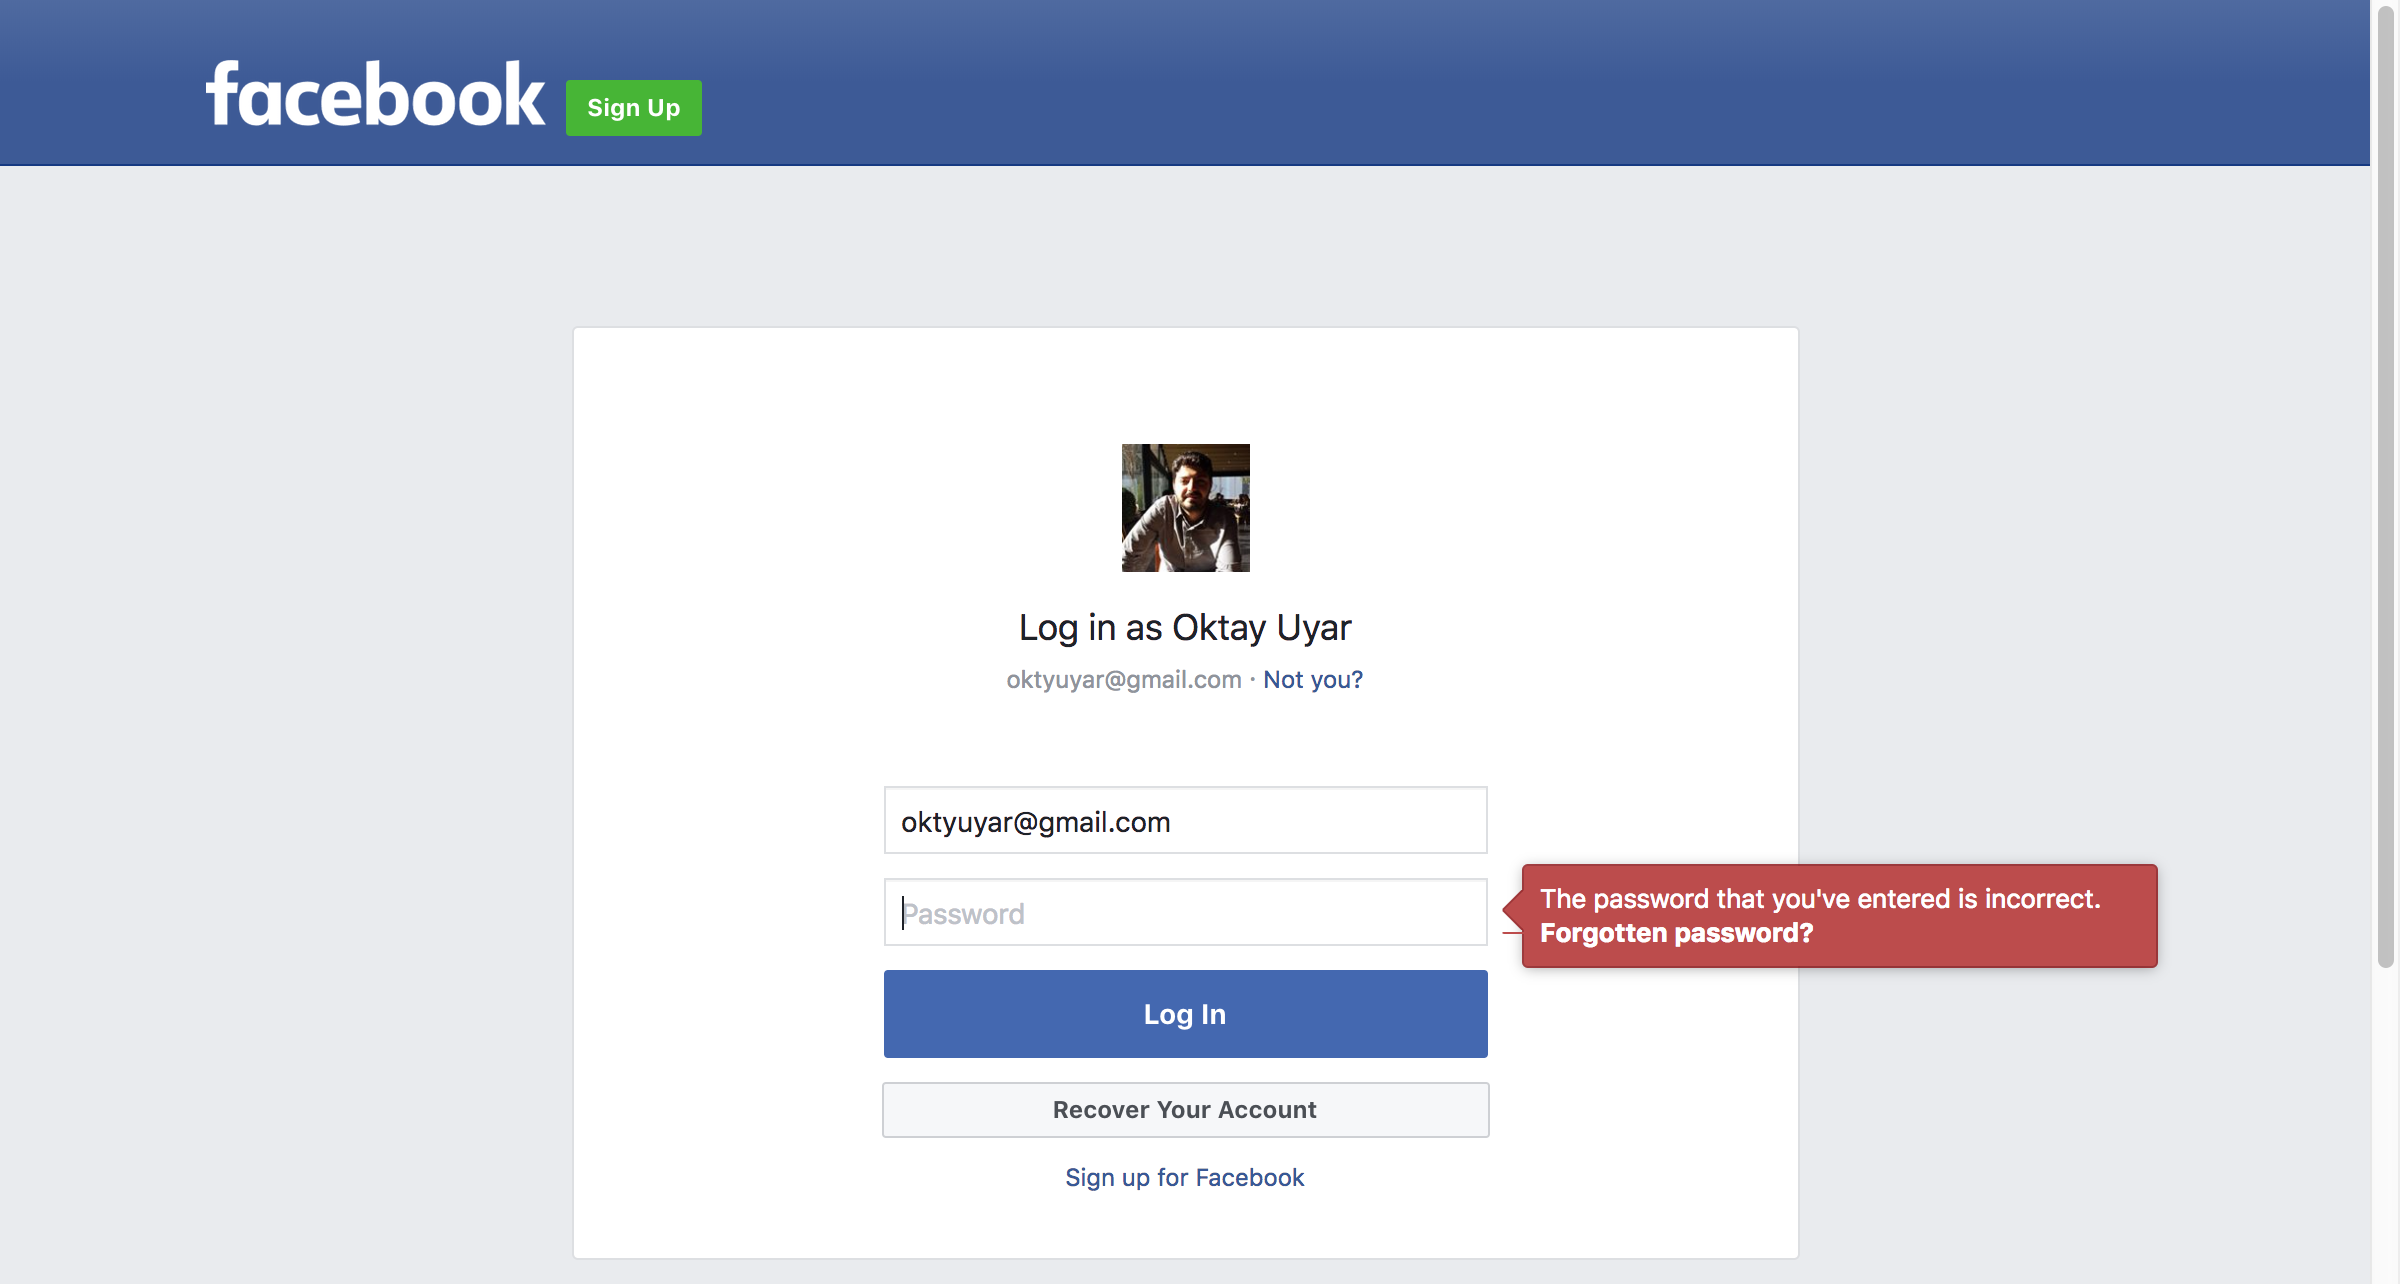 facebook Sign Up
Log in as Oktay Uyar
oktyuyar@gmail.com · Not you?
oktyuyar@gmail.com
Password
The password that you've entered is incorrect.
Forgotten password?
Log In
Recover Your Account
Sign up for Facebook